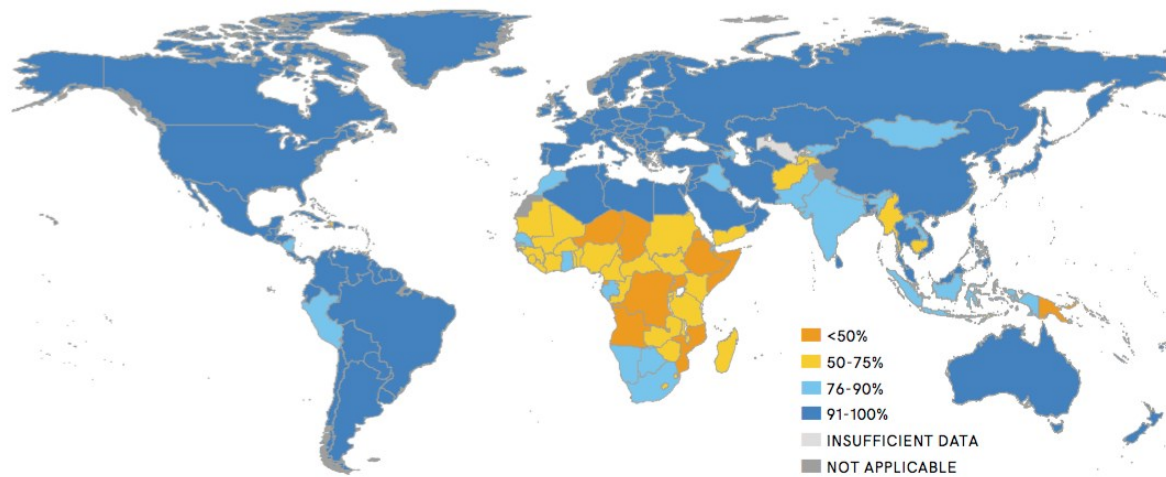 <50%
50-75%
76-90%
91-100%
INSUFFICIENT DATA
NOT APPLICABLE